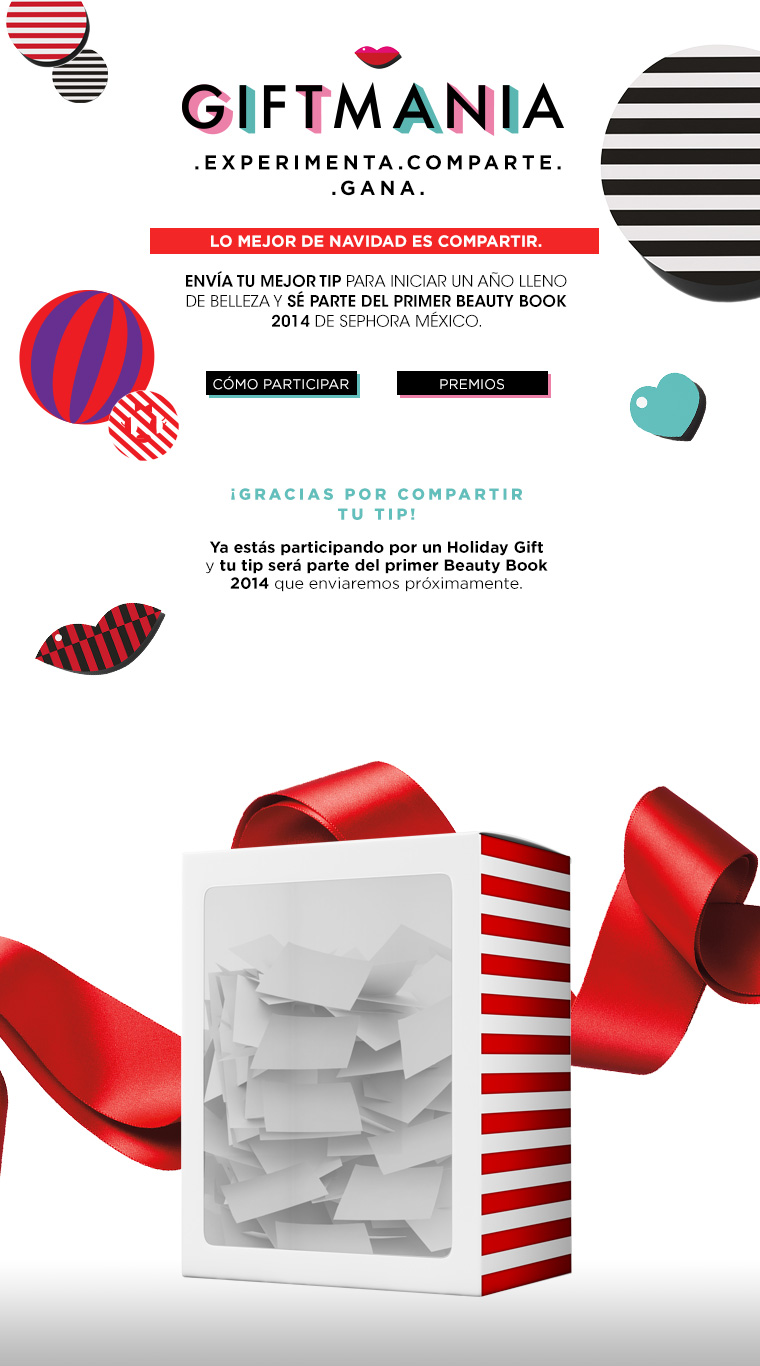 GIFTMANIA
.EXPERIMENTA.COMPARTE.
.GANA.
LO MEJOR DE NAVIDAD ES COMPARTIR.
ENVÍA TU MEJOR TIP PARA INICIAR UN AÑO LLENO
DE BELLEZA Y SÉ PARTE DEL PRIMER BEAUTY BOOK
2014 DE SEPHORA MÉXICO.
CÓMO PARTICIPAR
PREMIOS
¡GRACIAS POR COMPARTIR
TU TIP!
Ya estás participando por un Holiday Gift
y tu tip será parte del primer Beauty Book
2014 que enviaremos próximamente.